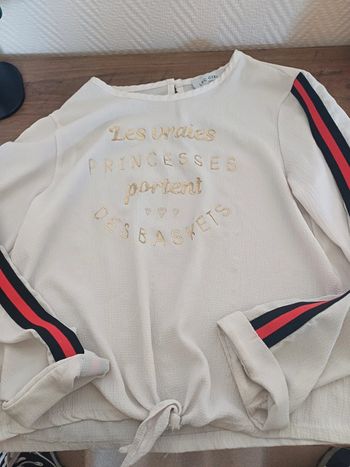 Les vraies
PRINCESSES
portent
DES BASKETS